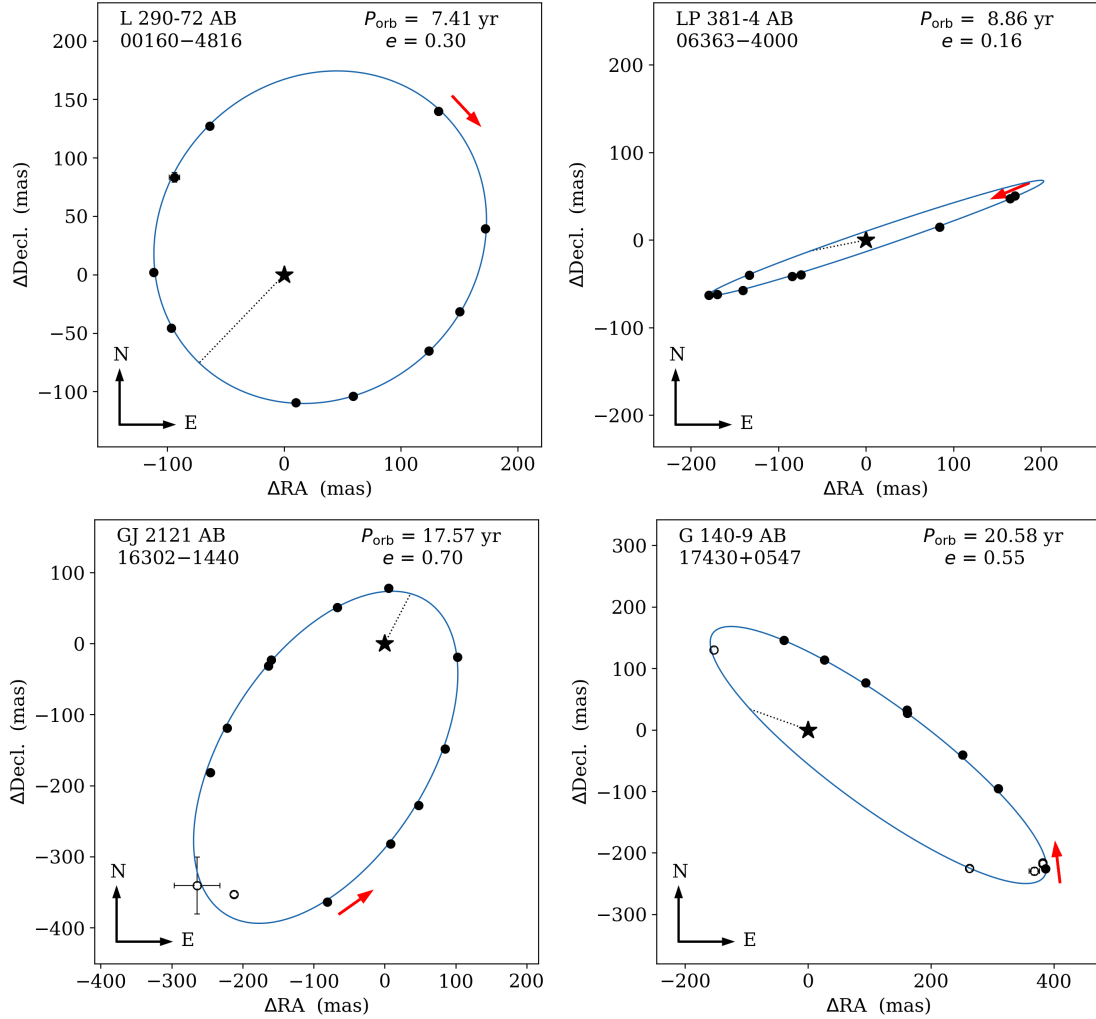 L 290-72 AB
00160−4816
P_orb = 7.41 yr
e = 0.30
200
150
100
50
0
−50
−100
ΔDecl. (mas)
N
E
−100
0
100
200
ΔRA (mas)
LP 381-4 AB
06363−4000
P_orb = 8.86 yr
e = 0.16
200
100
0
−100
−200
ΔDecl. (mas)
N
E
−200
−100
0
100
200
ΔRA (mas)
GJ 2121 AB
16302−1440
P_orb = 17.57 yr
e = 0.70
100
0
−100
−200
−300
−400
ΔDecl. (mas)
N
E
−400
−300
−200
−100
0
100
200
ΔRA (mas)
G 140-9 AB
17430+0547
P_orb = 20.58 yr
e = 0.55
300
200
100
0
−100
−200
−300
ΔDecl. (mas)
N
E
−200
0
200
400
ΔRA (mas)